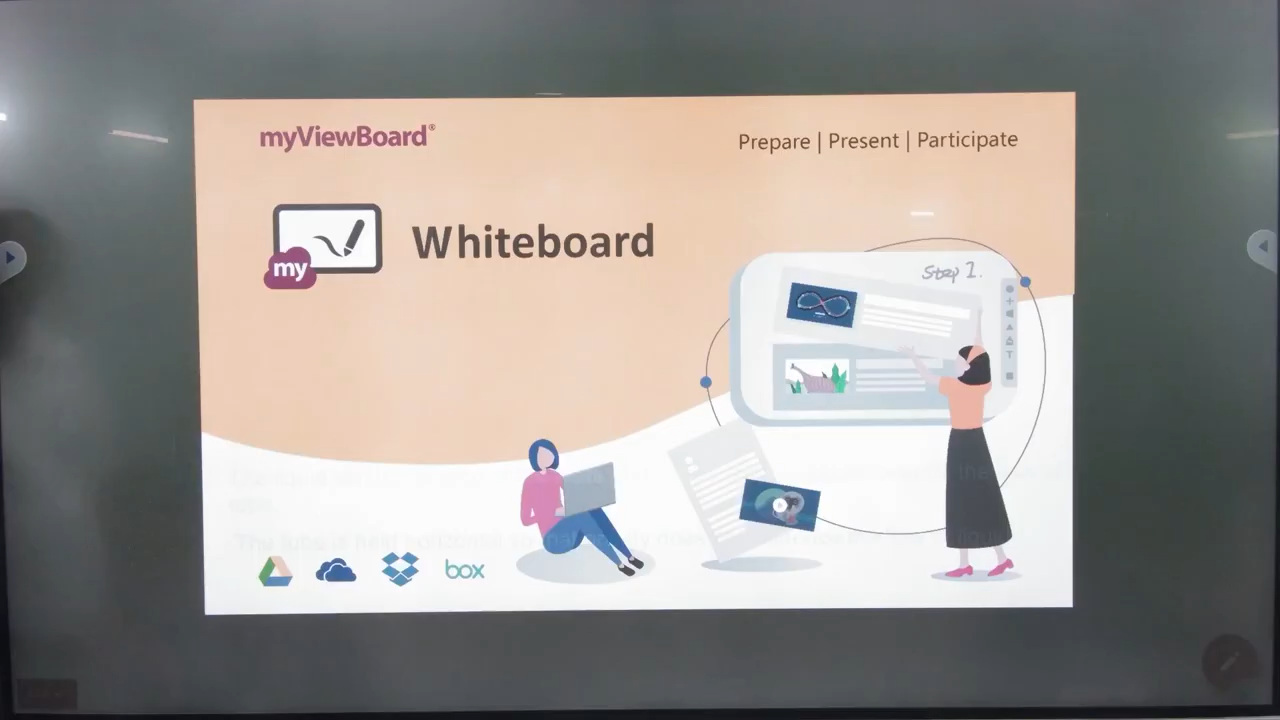 myViewBoard®
Prepare | Present | Participate
Whiteboard
my
Step 1.
T
box